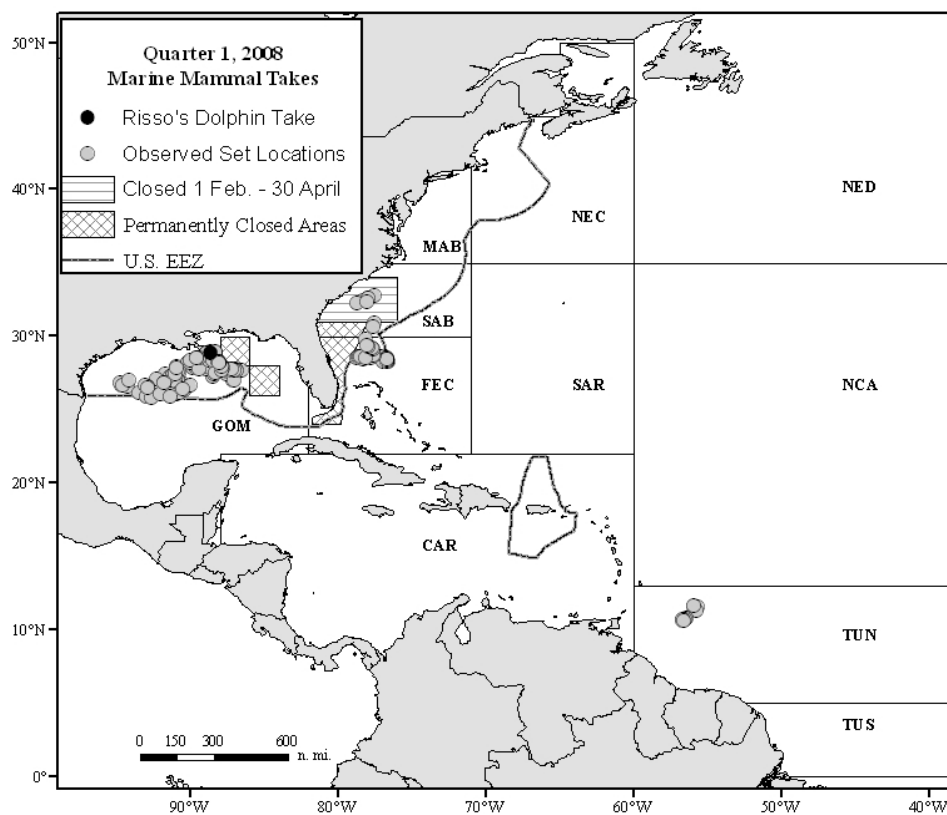 Quarter 1, 2008
Marine Mammal Takes
Risso's Dolphin Take
Observed Set Locations
Closed 1 Feb. - 30 April
Permanently Closed Areas
U.S. EEZ
50°N
40°N
30°N
20°N
10°N
0°
NED
NEC
MAB
SAB
FEC
SAR
NCA
GOM
CAR
TUN
TUS
0 150 300 600
n. mi.
90°W 80°W 70°W 60°W 50°W 40°W